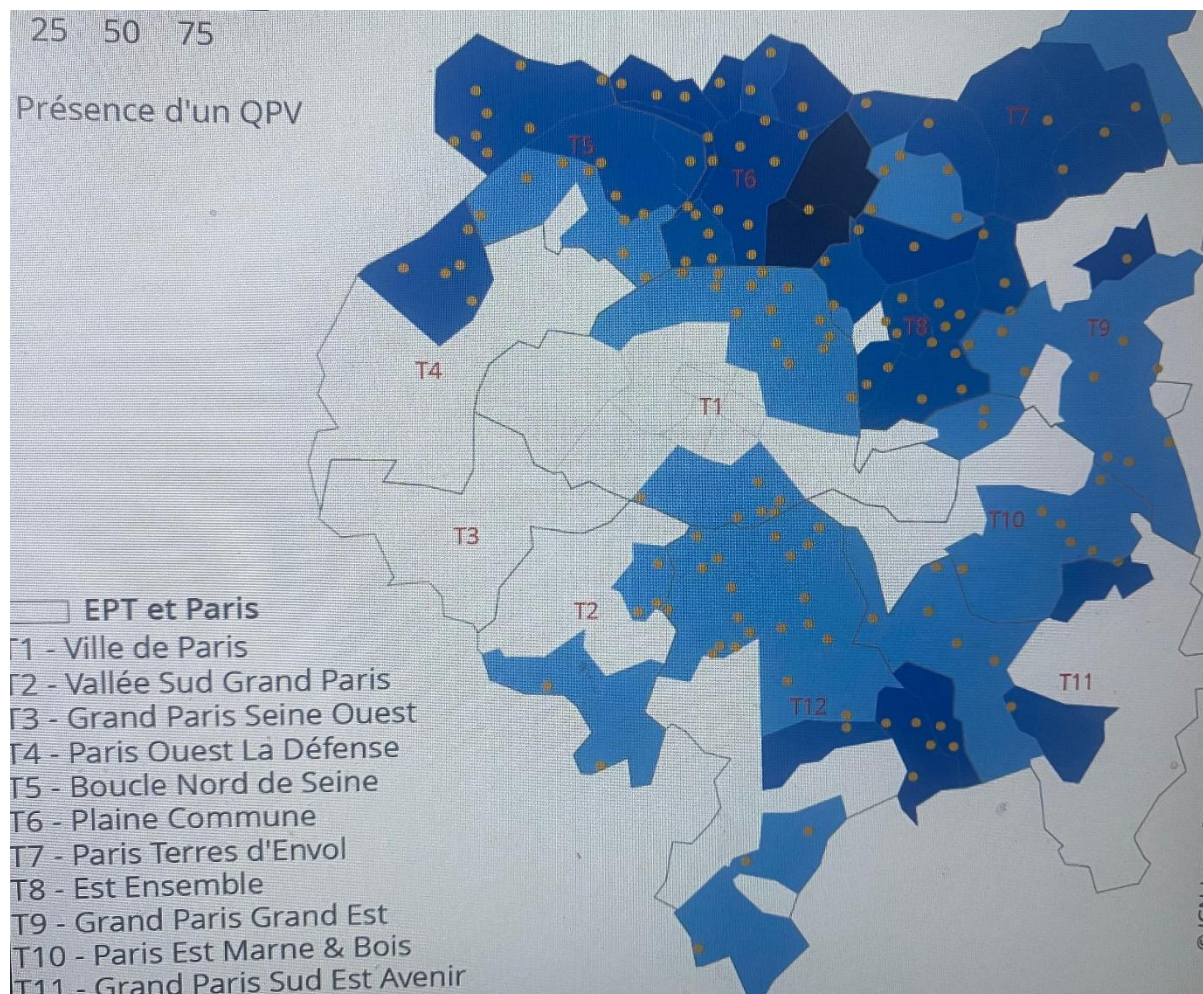 25 50 75
Présence d'un QPV
T7
T5
T6
T8
T9
T4
T1
T10
T3
T2
T11
T12
EPT et Paris
T1 - Ville de Paris
T2 - Vallée Sud Grand Paris
T3 - Grand Paris Seine Ouest
T4 - Paris Ouest La Défense
T5 - Boucle Nord de Seine
T6 - Plaine Commune
T7 - Paris Terres d'Envol
T8 - Est Ensemble
T9 - Grand Paris Grand Est
T10 - Paris Est Marne & Bois
T11 - Grand Paris Sud Est Avenir